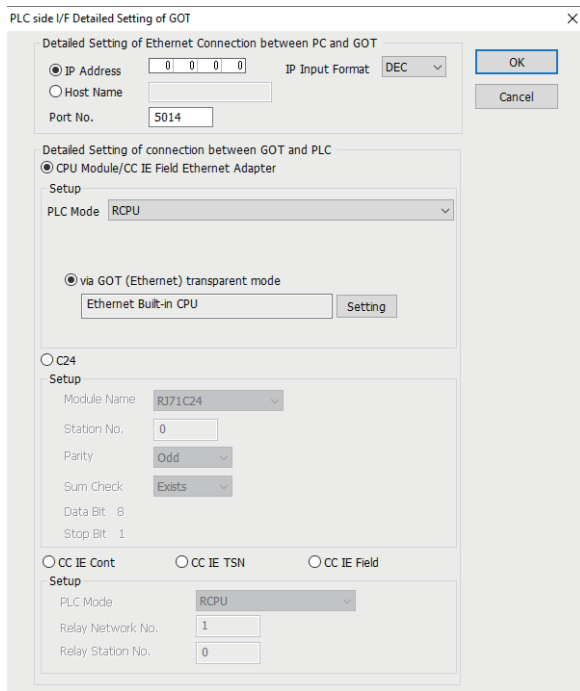 PLC side I/F Detailed Setting of GOT
Detailed Setting of Ethernet Connection between PC and GOT
IP Address 0 0 0 0 IP Input Format DEC
Host Name
Port No. 5014
OK
Cancel
Detailed Setting of connection between GOT and PLC
CPU Module/CC IE Field Ethernet Adapter
Setup
PLC Mode RCPU
via GOT (Ethernet) transparent mode
Ethernet Built-in CPU Setting
C24
Setup
Module Name RJ71C24
Station No. 0
Parity Odd
Sum Check Exists
Data Bit 8
Stop Bit 1
CC IE Cont CC IE TSN CC IE Field
Setup
PLC Mode RCPU
Relay Network No. 1
Relay Station No. 0